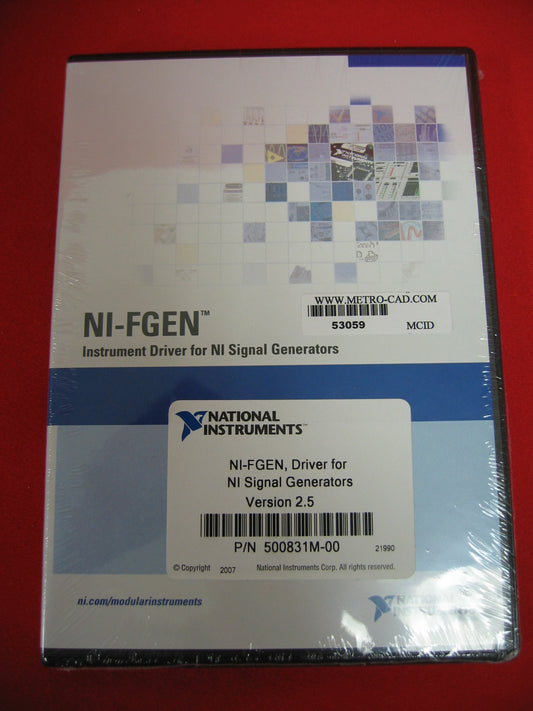 WWW.METRO-CAD.COM
53059 MCID
NI-FGEN™
Instrument Driver for NI Signal Generators
NATIONAL
INSTRUMENTS™
NI-FGEN, Driver for
NI Signal Generators
Version 2.5
P/N 500831M-00 21990
© Copyright 2007 National Instruments Corp. All rights reserved.
ni.com/modularinstruments
NATIONAL
INSTRUMENTS